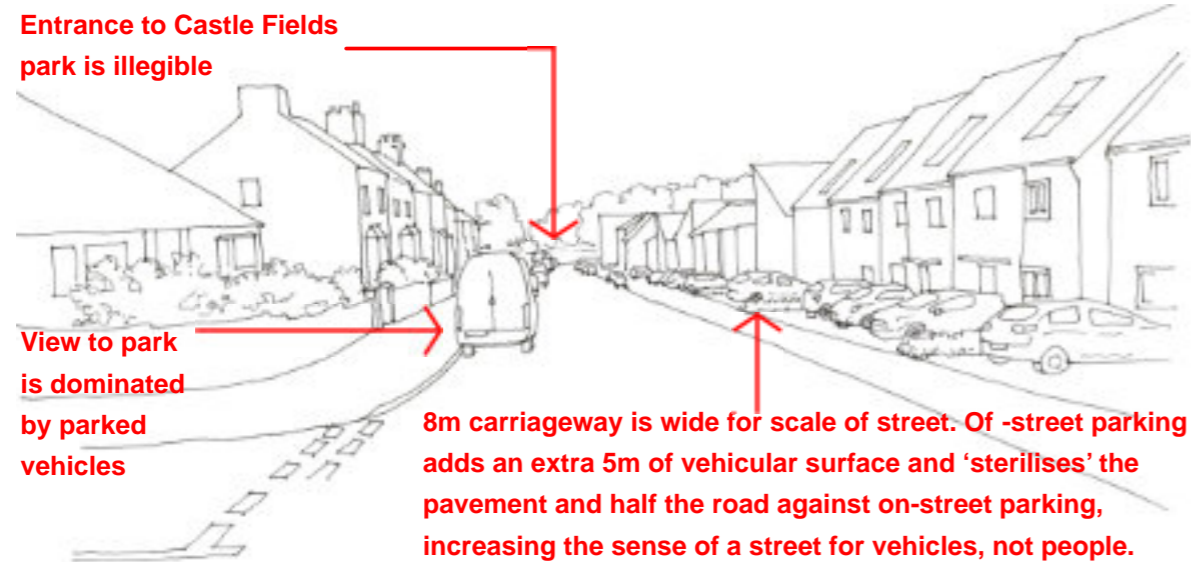 Entrance to Castle Fields
park is illegible
View to park
is dominated
by parked
vehicles
8m carriageway is wide for scale of street. Of -street parking
adds an extra 5m of vehicular surface and ‘sterilises’ the
pavement and half the road against on-street parking,
increasing the sense of a street for vehicles, not people.